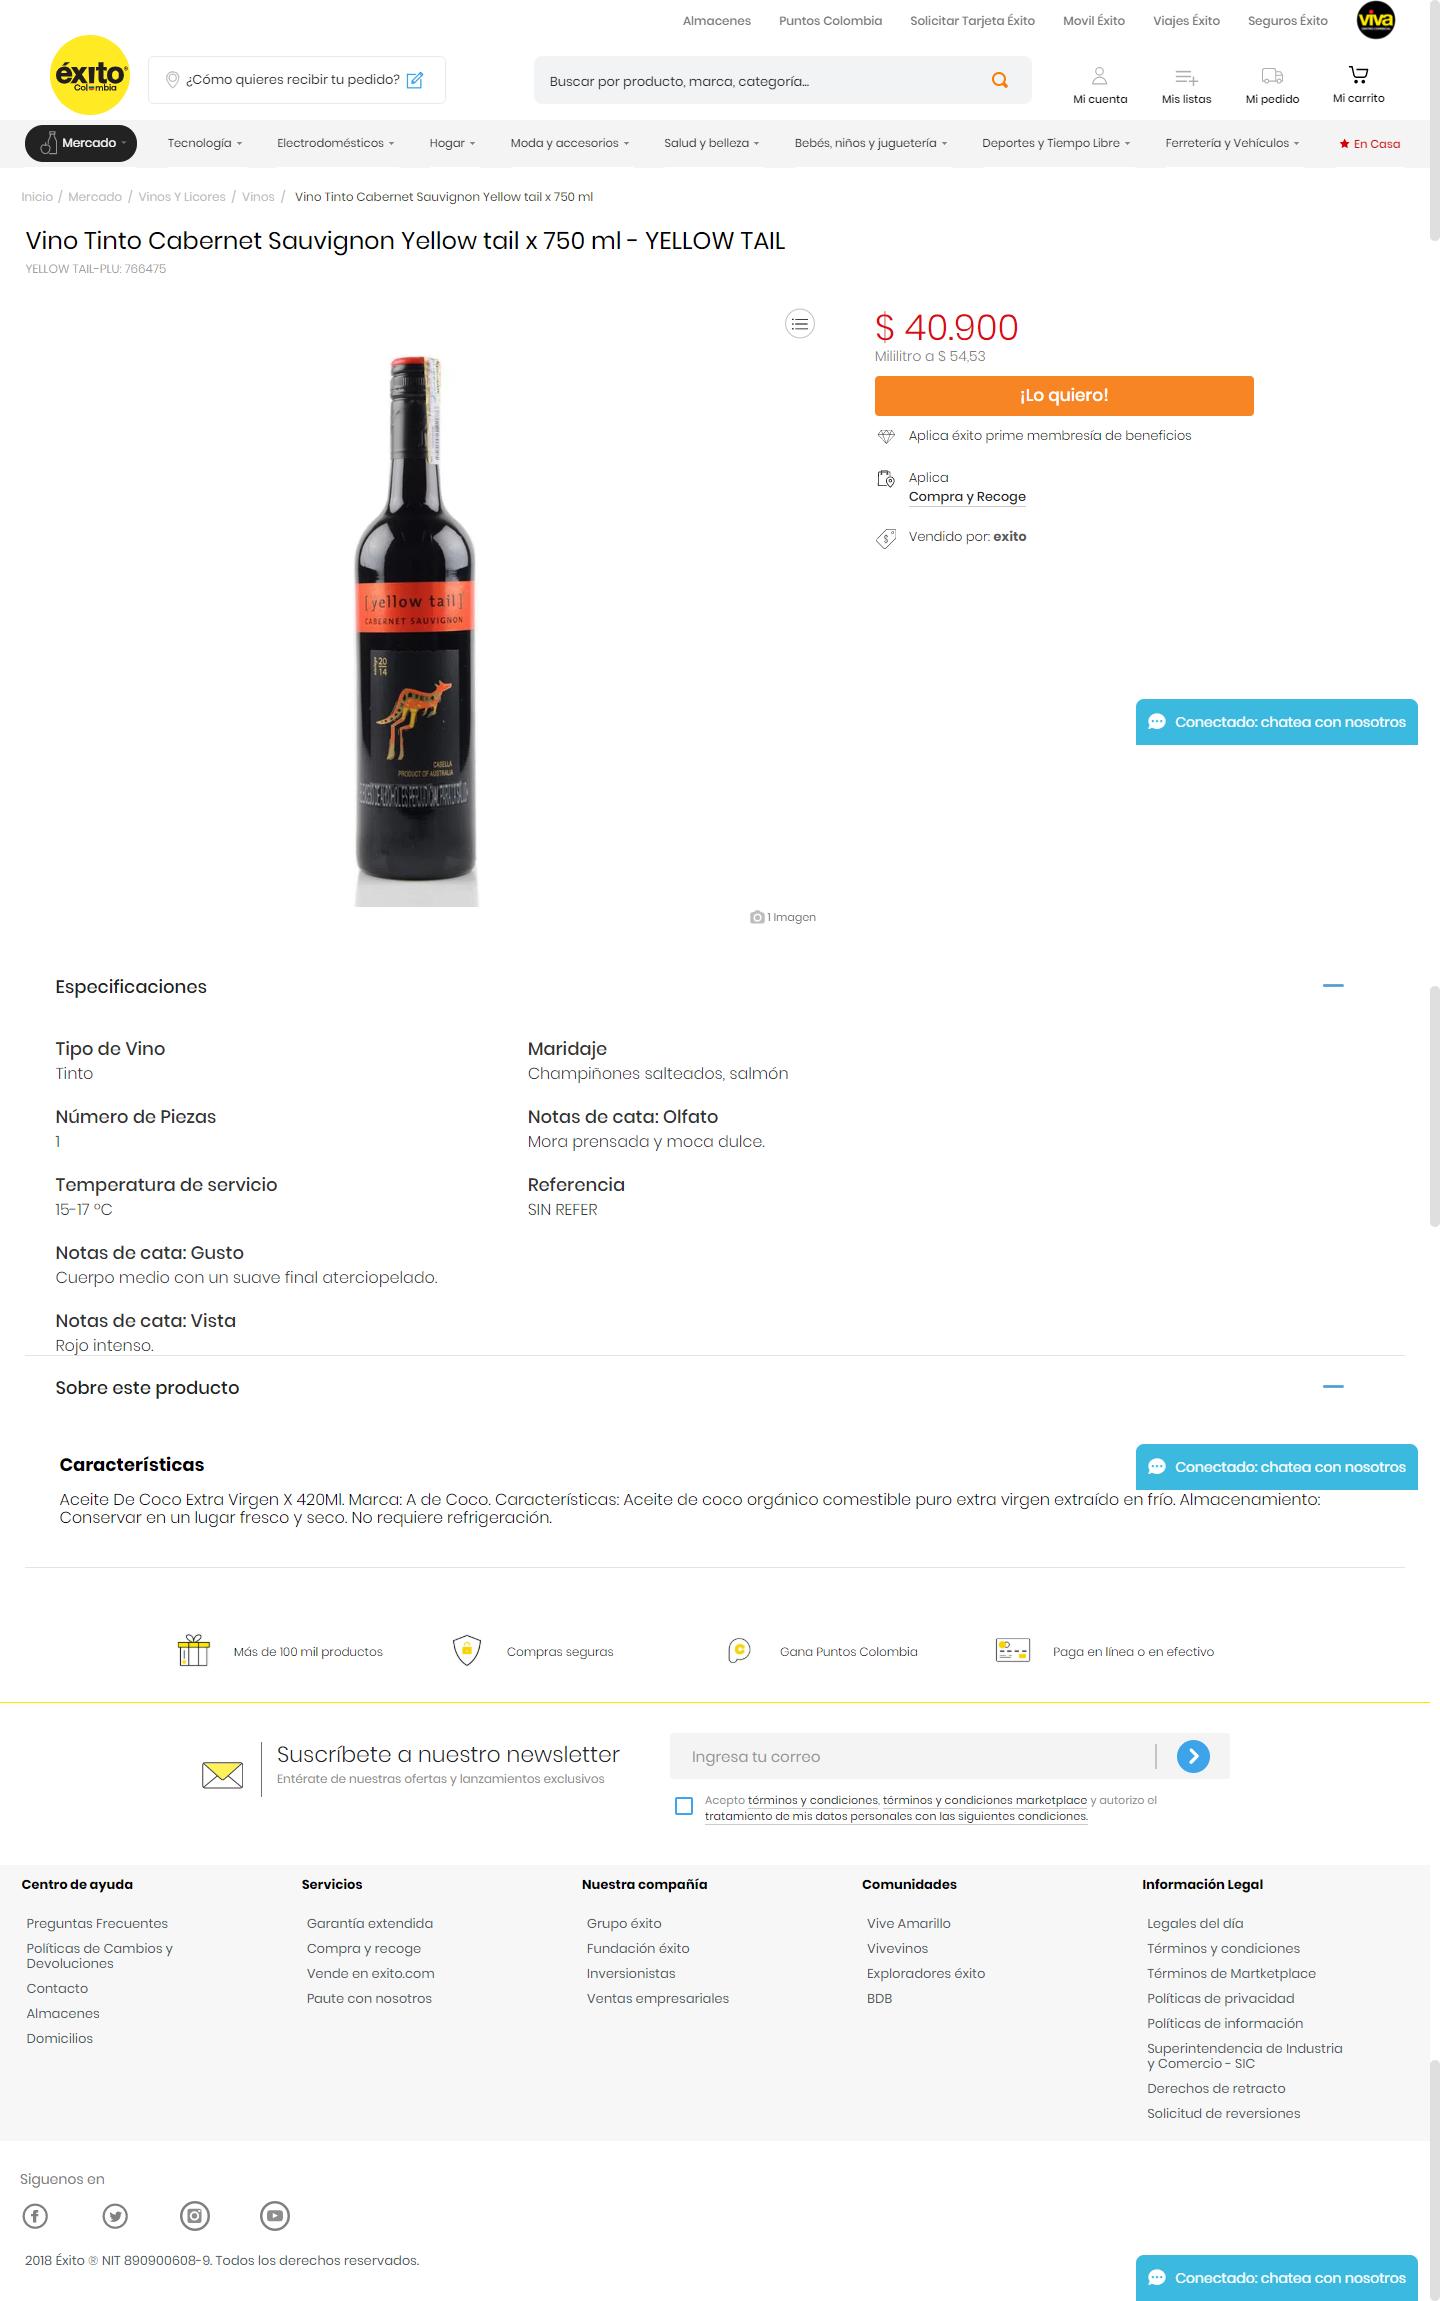 Almacenes Puntos Colombia Solicitar Tarjeta Éxito Movil Éxito Viajes Éxito Seguros Éxito viva
éxito
Colombia
¿Cómo quieres recibir tu pedido?
Buscar por producto, marca, categoría...
Mi cuenta Mis listas Mi pedido Mi carrito
Mercado Tecnología Electrodomésticos Hogar Moda y accesorios Salud y belleza Bebés, niños y juguetería Deportes y Tiempo Libre Ferretería y Vehículos En Casa
Inicio / Mercado / Vinos Y Licores / Vinos / Vino Tinto Cabernet Sauvignon Yellow tail x 750 ml
Vino Tinto Cabernet Sauvignon Yellow tail x 750 ml - YELLOW TAIL
YELLOW TAIL-PLU: 766475
$ 40.900
Mililitro a $ 54,53
¡Lo quiero!
Aplica éxito prime membresía de beneficios
Aplica
Compra y Recoge
Vendido por: exito
[yellow tail]
CABERNET SAUVIGNON
20
14
CASELLA
PRODUCT OF AUSTRALIA
Conectado: chatea con nosotros
1 Imagen
Especificaciones
Tipo de Vino
Tinto
Maridaje
Champiñones salteados, salmón
Número de Piezas
1
Notas de cata: Olfato
Mora prensada y moca dulce.
Temperatura de servicio
15-17 °C
Referencia
SIN REFER
Notas de cata: Gusto
Cuerpo medio con un suave final aterciopelado.
Notas de cata: Vista
Rojo intenso.
Sobre este producto
Características
Conectado: chatea con nosotros
Aceite De Coco Extra Virgen X 420Ml. Marca: A de Coco. Características: Aceite de coco orgánico comestible puro extra virgen extraído en frío. Almacenamiento:
Conservar en un lugar fresco y seco. No requiere refrigeración.
Más de 100 mil productos
Compras seguras
Gana Puntos Colombia
Paga en línea o en efectivo
Suscríbete a nuestro newsletter
Entérate de nuestras ofertas y lanzamientos exclusivos
Ingresa tu correo
Acepto términos y condiciones, términos y condiciones marketplace y autorizo el
tratamiento de mis datos personales con las siguientes condiciones.
Centro de ayuda
Preguntas Frecuentes
Políticas de Cambios y
Devoluciones
Contacto
Almacenes
Domicilios
Servicios
Garantía extendida
Compra y recoge
Vende en exito.com
Paute con nosotros
Nuestra compañía
Grupo éxito
Fundación éxito
Inversionistas
Ventas empresariales
Comunidades
Vive Amarillo
Vivevinos
Exploradores éxito
BDB
Información Legal
Legales del día
Términos y condiciones
Términos de Martketplace
Políticas de privacidad
Políticas de información
Superintendencia de Industria
y Comercio - SIC
Derechos de retracto
Solicitud de reversiones
Siguenos en
2018 Éxito ® NIT 890900608-9. Todos los derechos reservados.
Conectado: chatea con nosotros